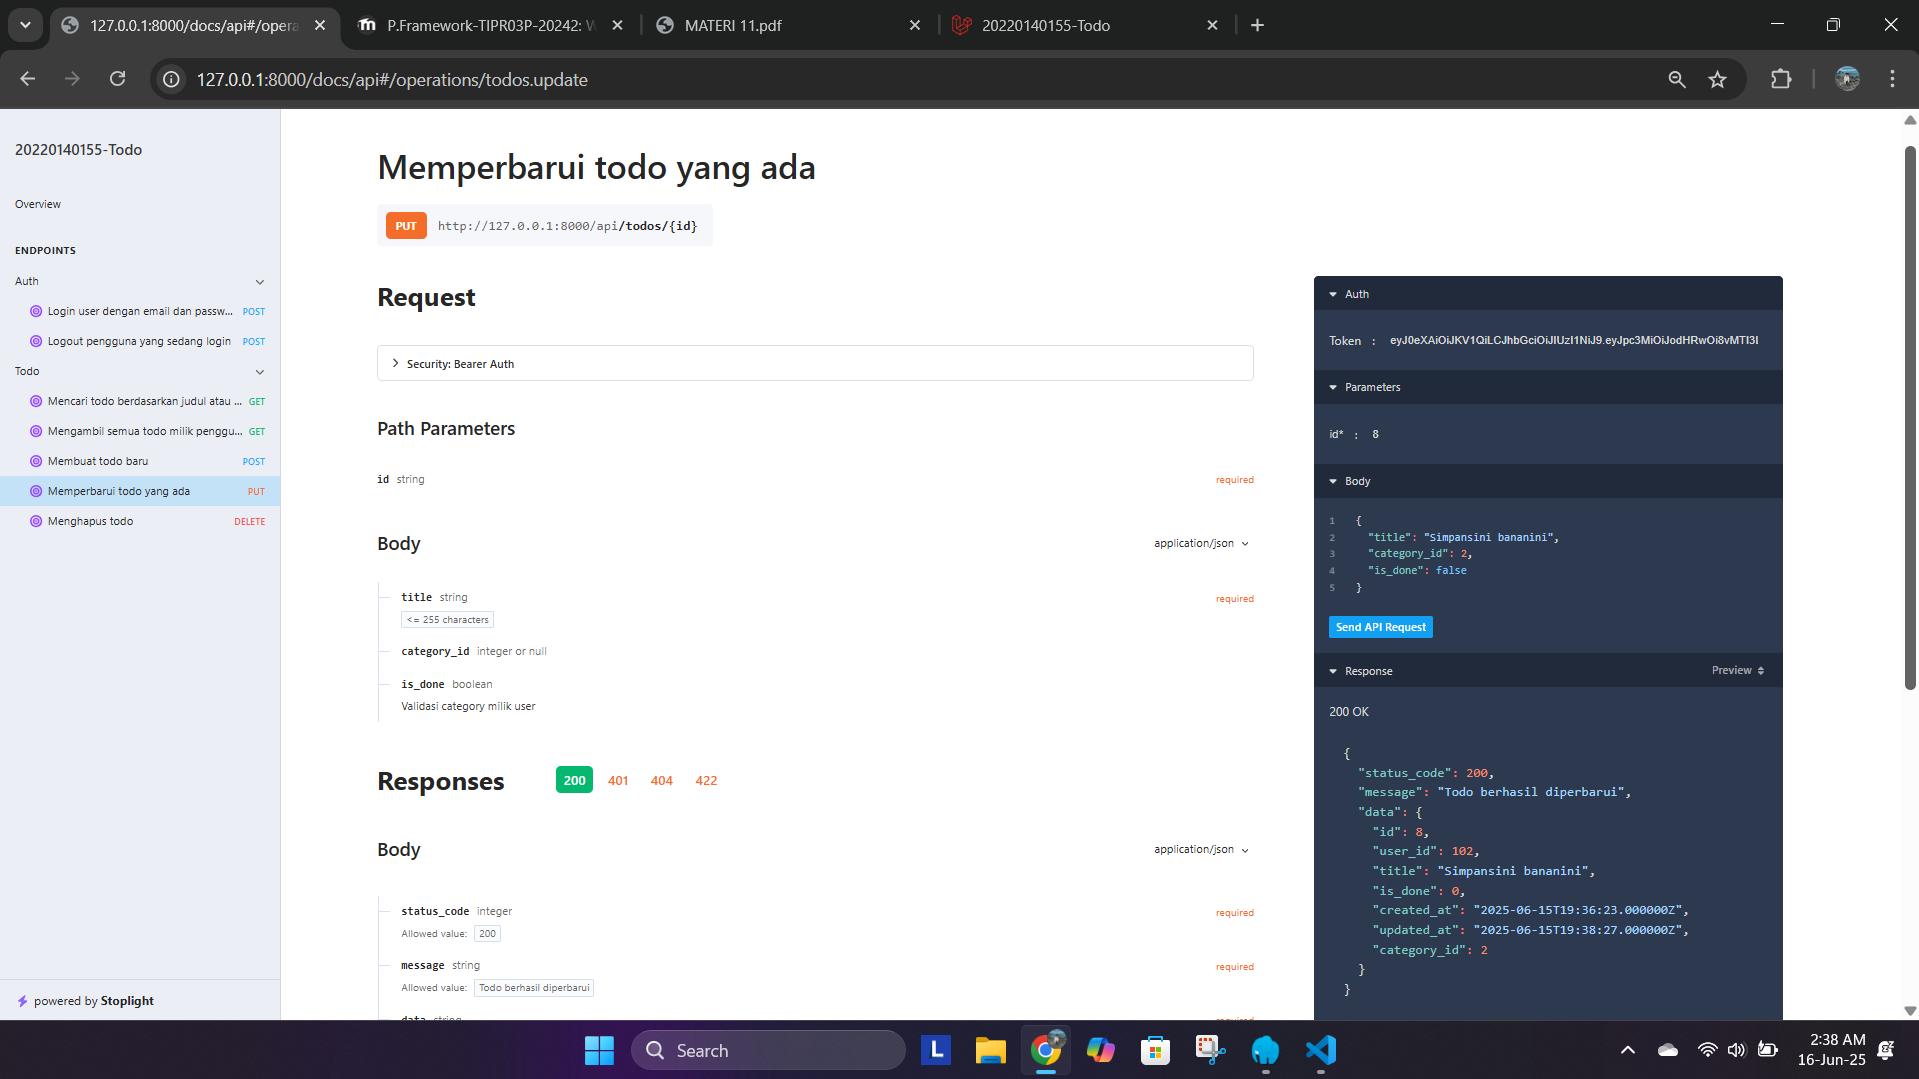 127.0.0.1:8000/docs/api#/opera
P.Framework-TIPR03P-20242: W
MATERI 11.pdf
20220140155-Todo
127.0.0.1:8000/docs/api#/operations/todos.update
20220140155-Todo
Overview
ENDPOINTS
Auth
Login user dengan email dan passw... POST
Logout pengguna yang sedang login POST
Todo
Mencari todo berdasarkan judul atau ... GET
Mengambil semua todo milik penggu... GET
Membuat todo baru POST
Memperbarui todo yang ada PUT
Menghapus todo DELETE
powered by Stoplight
Memperbarui todo yang ada
PUT http://127.0.0.1:8000/api/todos/{id}
Request
Security: Bearer Auth
Path Parameters
id string required
Body application/json
title string required
<= 255 characters
category_id integer or null
is_done boolean
Validasi category milik user
Responses 200 401 404 422
Body application/json
status_code integer required
Allowed value: 200
message string required
Allowed value: Todo berhasil diperbarui
data string required
Auth
Token : eyJ0eXAiOiJKV1QiLCJhbGciOiJIUzI1NiJ9.eyJpc3MiOiJodHRwOi8vMTI3I
Parameters
id* : 8
Body
1 {
2 "title": "Simpansini bananini",
3 "category_id": 2,
4 "is_done": false
5 }
Send API Request
Response Preview
200 OK
{
"status_code": 200,
"message": "Todo berhasil diperbarui",
"data": {
"id": 8,
"user_id": 102,
"title": "Simpansini bananini",
"is_done": 0,
"created_at": "2025-06-15T19:36:23.000000Z",
"updated_at": "2025-06-15T19:38:27.000000Z",
"category_id": 2
}
}
Search
L
2:38 AM
16-Jun-25